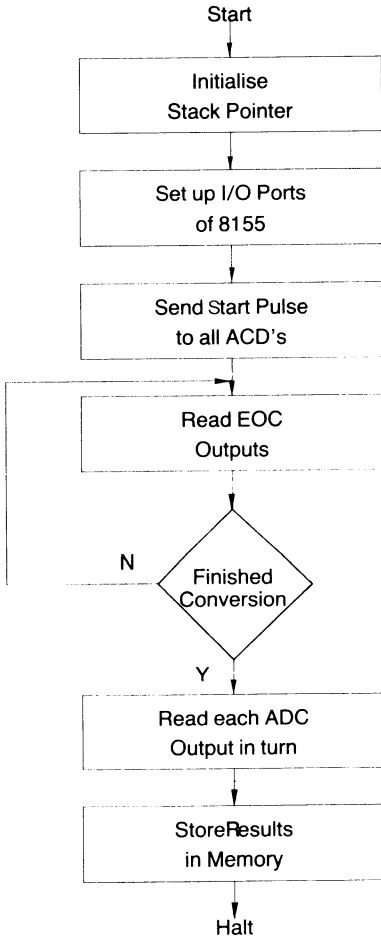 Start
Initialise
Stack Pointer
Set up I/O Ports
of 8155
Send Start Pulse
to all ACD's
Read EOC
Outputs
N
Finished
Conversion
Y
Read each ADC
Output in turn
StoreResults
in Memory
Halt